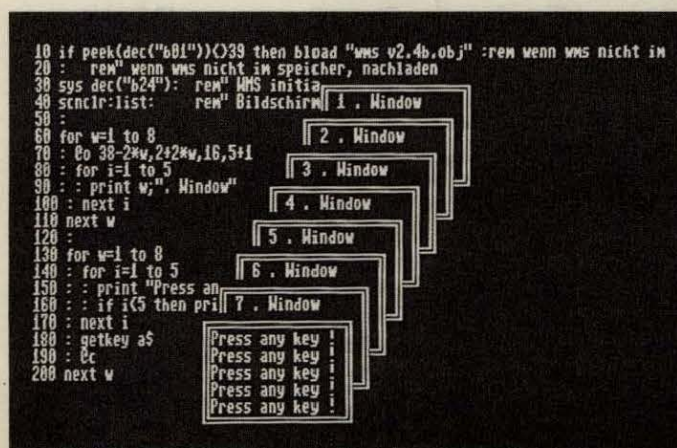 10 if peek(dec("b01"))<>39 then bload "wms v2.4b.obj" :rem wenn wms nicht im
20 :   rem" wenn wms nicht im speicher, nachladen
30 sys dec("b24"):  rem" WMS initia
40 scnclr:list:     rem" Bildschirm
1 . Window
50 :
60 for w=1 to 8
2 . Window
70 : @o 38-2*w,2+2*w,16,5+1
80 : for i=1 to 5
3 . Window
90 : : print w;". Window"
100 : next i
4 . Window
110 next w
120 :
5 . Window
130 for w=1 to 8
140 : for i=1 to 5
6 . Window
150 : : print "Press an
160 : : if i<5 then pri
7 . Window
170 : next i
180 : getkey a$
Press any key !
190 : @c
Press any key !
200 next w
Press any key !
Press any key !
Press any key !